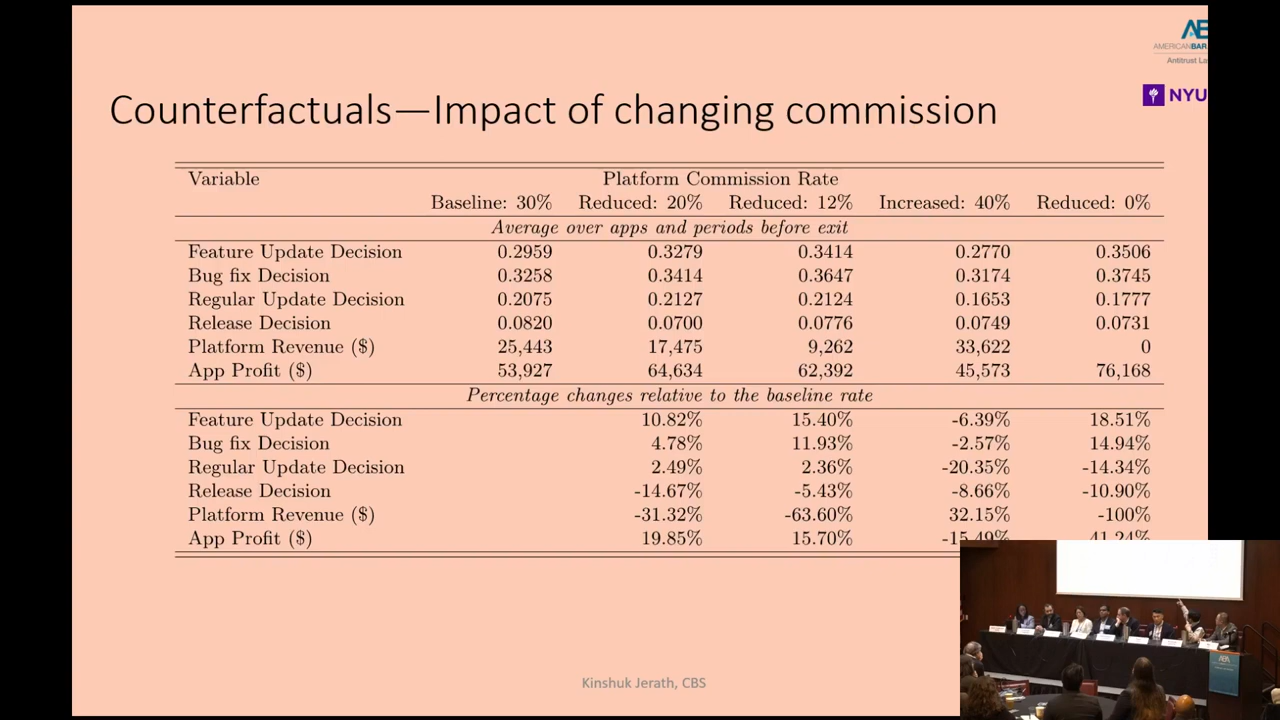 AMERICANBAR
Antitrust La
NYU
Counterfactuals—Impact of changing commission
Variable Platform Commission Rate
Baseline: 30% Reduced: 20% Reduced: 12% Increased: 40% Reduced: 0%
Average over apps and periods before exit
Feature Update Decision 0.2959 0.3279 0.3414 0.2770 0.3506
Bug fix Decision 0.3258 0.3414 0.3647 0.3174 0.3745
Regular Update Decision 0.2075 0.2127 0.2124 0.1653 0.1777
Release Decision 0.0820 0.0700 0.0776 0.0749 0.0731
Platform Revenue ($) 25,443 17,475 9,262 33,622 0
App Profit ($) 53,927 64,634 62,392 45,573 76,168
Percentage changes relative to the baseline rate
Feature Update Decision 10.82% 15.40% -6.39% 18.51%
Bug fix Decision 4.78% 11.93% -2.57% 14.94%
Regular Update Decision 2.49% 2.36% -20.35% -14.34%
Release Decision -14.67% -5.43% -8.66% -10.90%
Platform Revenue ($) -31.32% -63.60% 32.15% -100%
App Profit ($) 19.85% 15.70% -15.49% 41.24%
Kinshuk Jerath, CBS
ABA